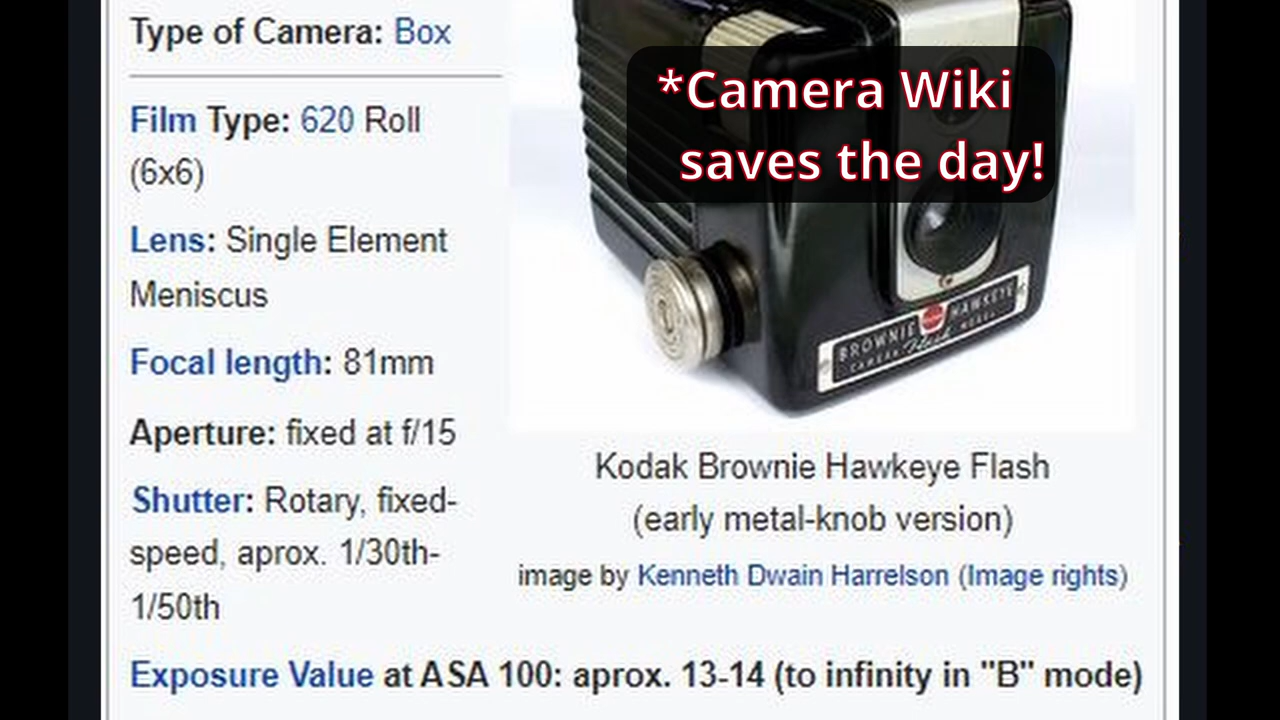 Type of Camera: Box
Film Type: 620 Roll
(6x6)
Lens: Single Element
Meniscus
Focal length: 81mm
Aperture: fixed at f/15
Shutter: Rotary, fixed-
speed, aprox. 1/30th-
1/50th
Exposure Value at ASA 100: aprox. 13-14 (to infinity in "B" mode)
*Camera Wiki
saves the day!
BROWNIE HAWKEYE
CAMERA Flash MODEL
Kodak Brownie Hawkeye Flash
(early metal-knob version)
image by Kenneth Dwain Harrelson (Image rights)